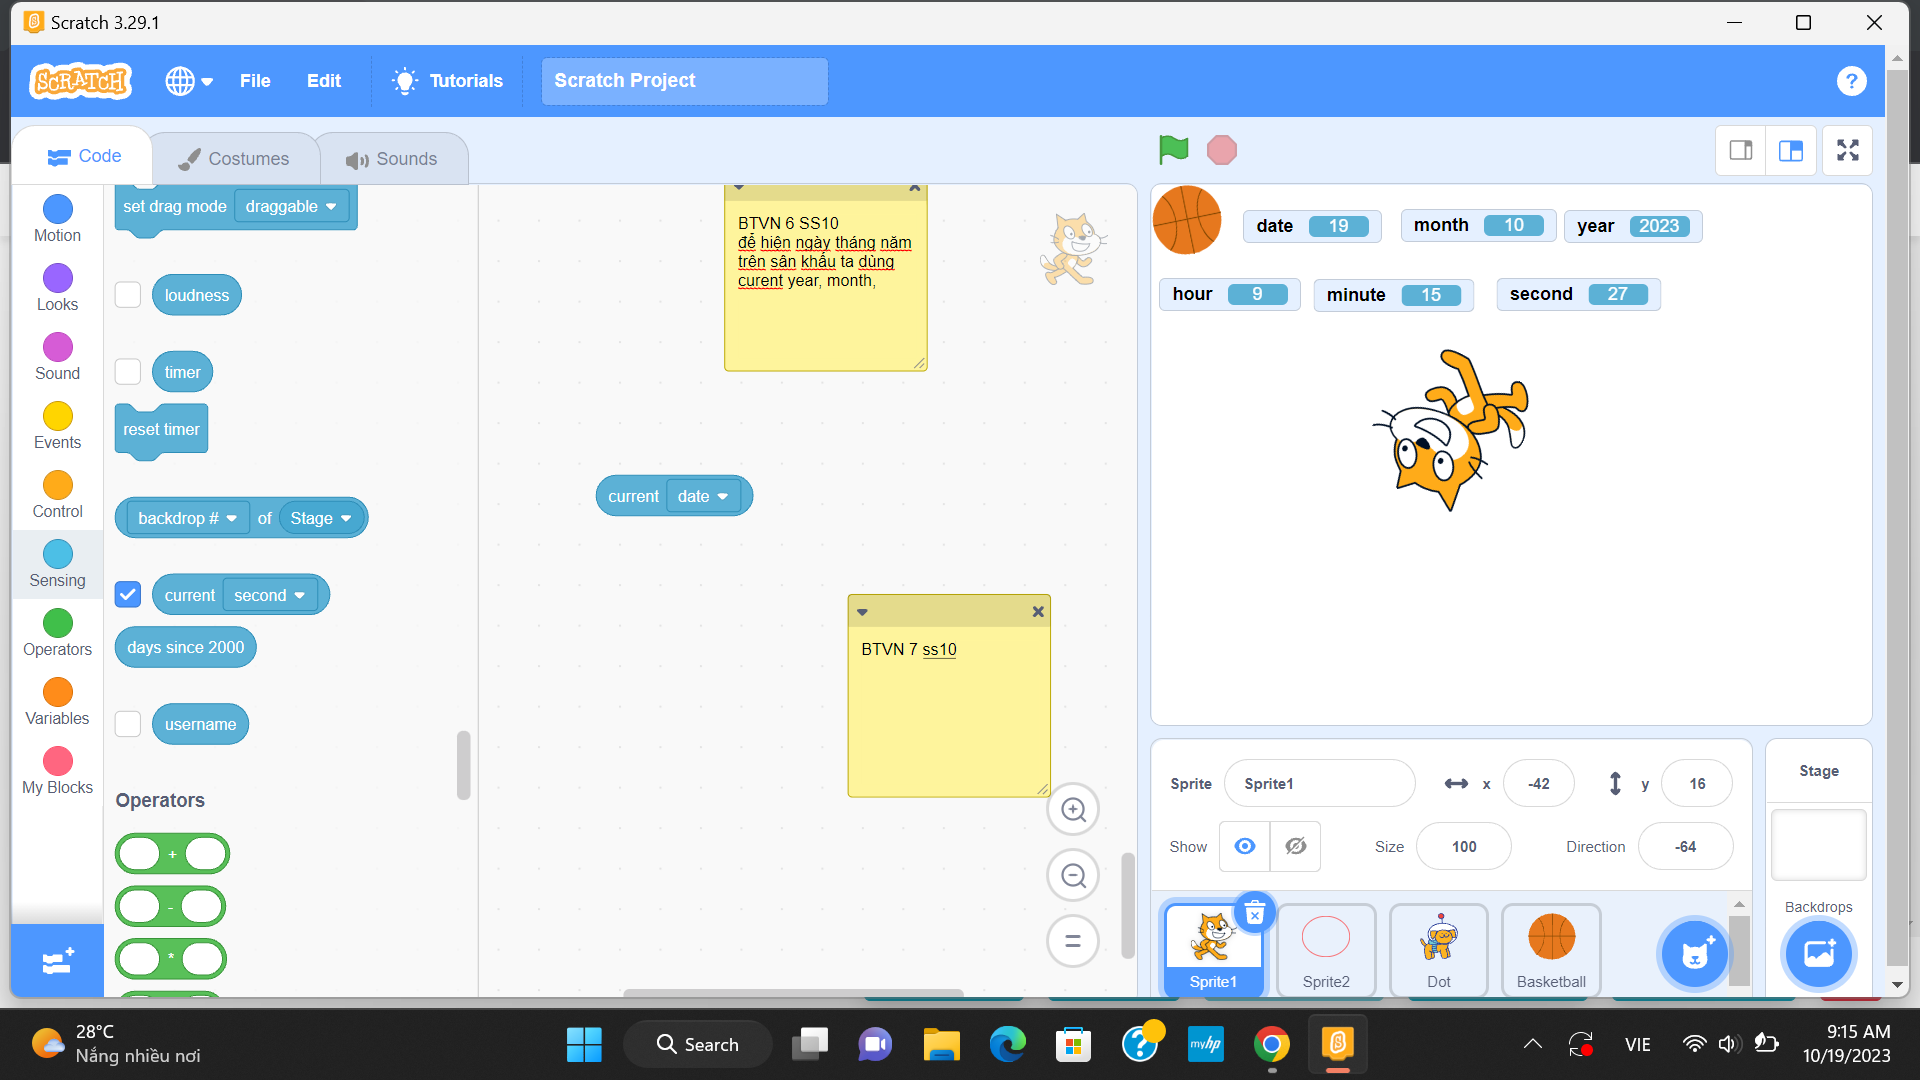 Scratch 3.29.1
SCRATCH
File
Edit
Tutorials
Scratch Project
?
Code
Costumes
Sounds
Motion
Looks
Sound
Events
Control
Sensing
Operators
Variables
My Blocks
set drag mode draggable
loudness
timer
reset timer
backdrop # of Stage
current second
days since 2000
username
Operators
+
-
*
BTVN 6 SS10
để hiện ngày tháng năm
trên sân khấu ta dùng
curent year, month,
current date
BTVN 7 ss10
date 19
month 10
year 2023
hour 9
minute 15
second 27
Sprite Sprite1
x -42
y 16
Show
Size 100
Direction -64
Sprite1
Sprite2
Dot
Basketball
Stage
Backdrops
28°C
Nắng nhiều nơi
Search
?
myhp
VIE
9:15 AM
10/19/2023